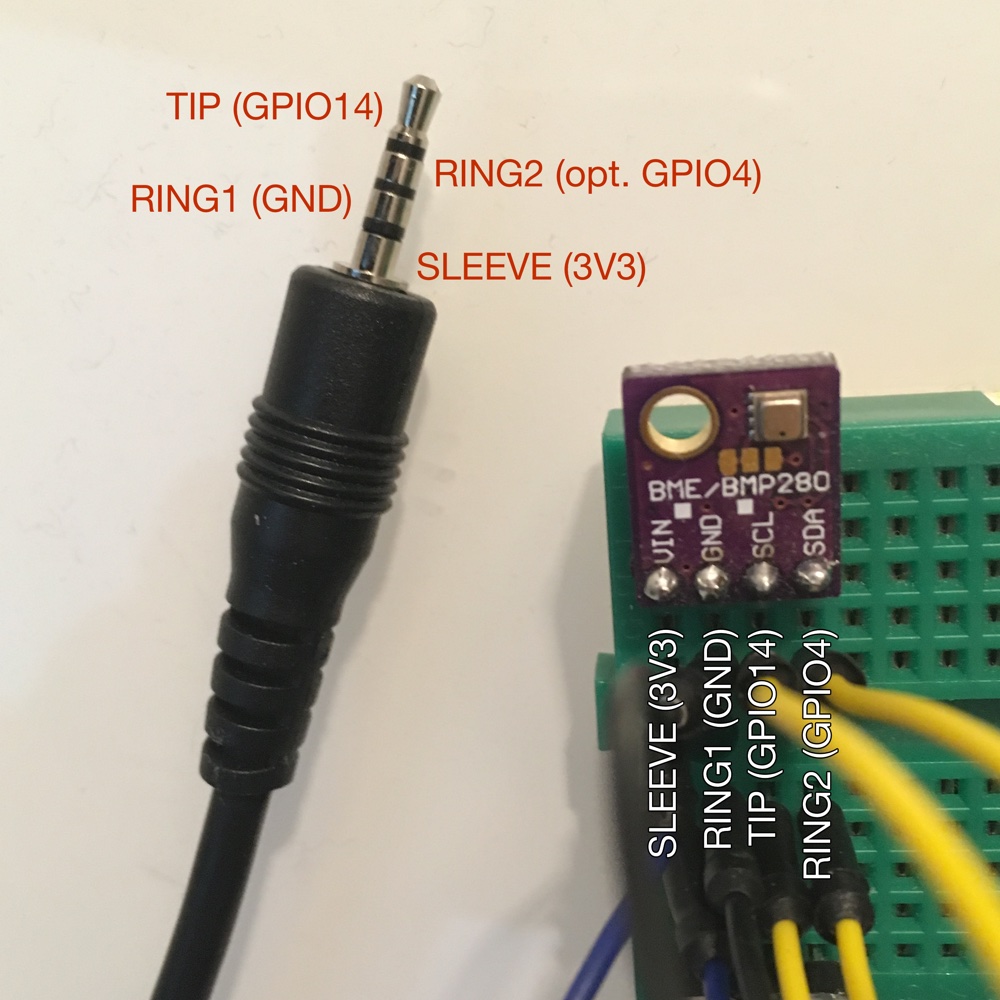 TIP (GPIO14)
RING2 (opt. GPIO4)
RING1 (GND)
SLEEVE (3V3)
BME/BMP280
VIN
GND
SCL
SDA
SLEEVE (3V3)
RING1 (GND)
TIP (GPIO14)
RING2 (GPIO4)